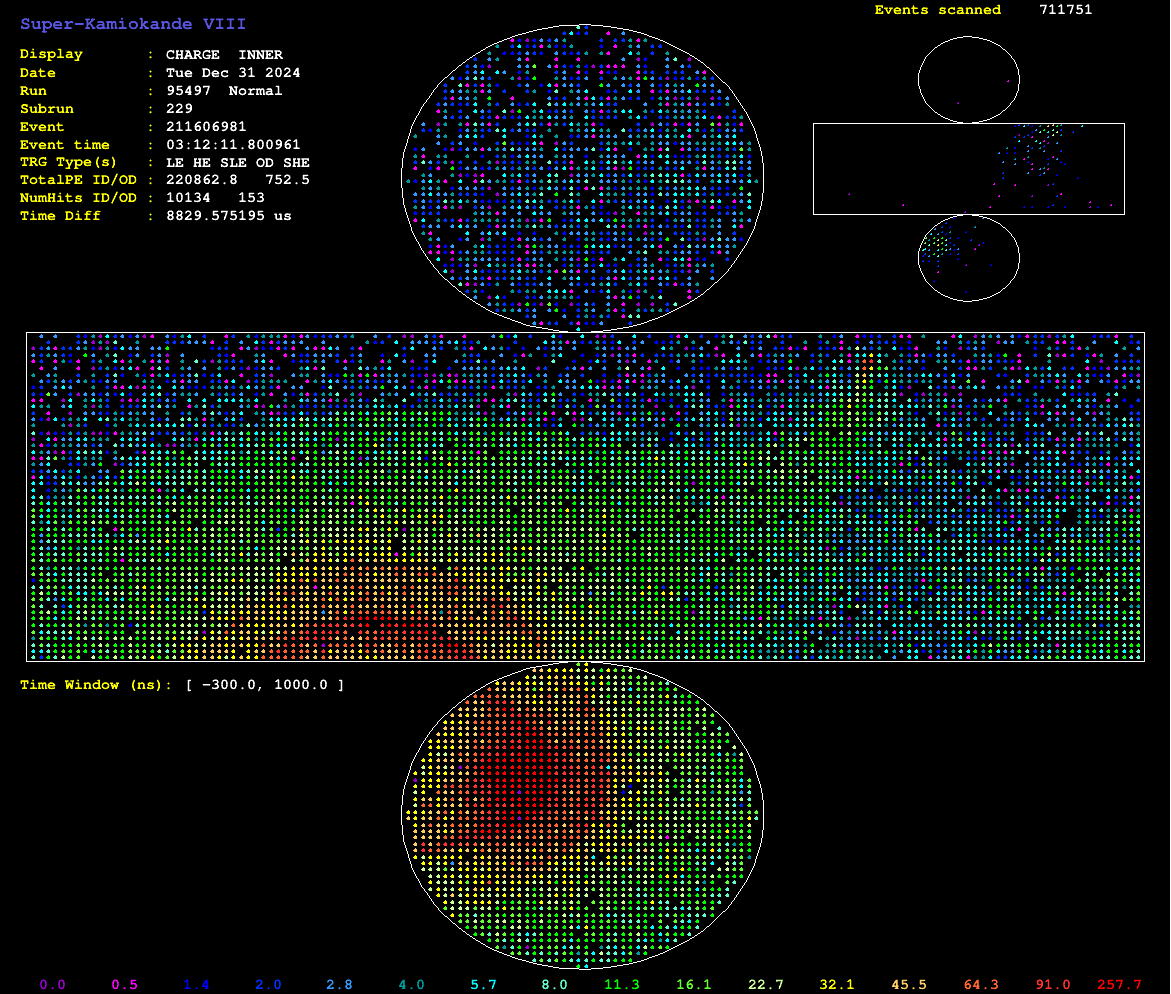 Super-Kamiokande VIII
Events scanned 711751
Display : CHARGE INNER
Date : Tue Dec 31 2024
Run : 95497 Normal
Subrun : 229
Event : 211606981
Event time : 03:12:11.800961
TRG Type(s) : LE HE SLE OD SHE
TotalPE ID/OD : 220862.8 752.5
NumHits ID/OD : 10134 153
Time Diff : 8829.575195 us
Time Window (ns): [ −300.0, 1000.0 ]
0.0 0.5 1.4 2.0 2.8 4.0 5.7 8.0 11.3 16.1 22.7 32.1 45.5 64.3 91.0 257.7